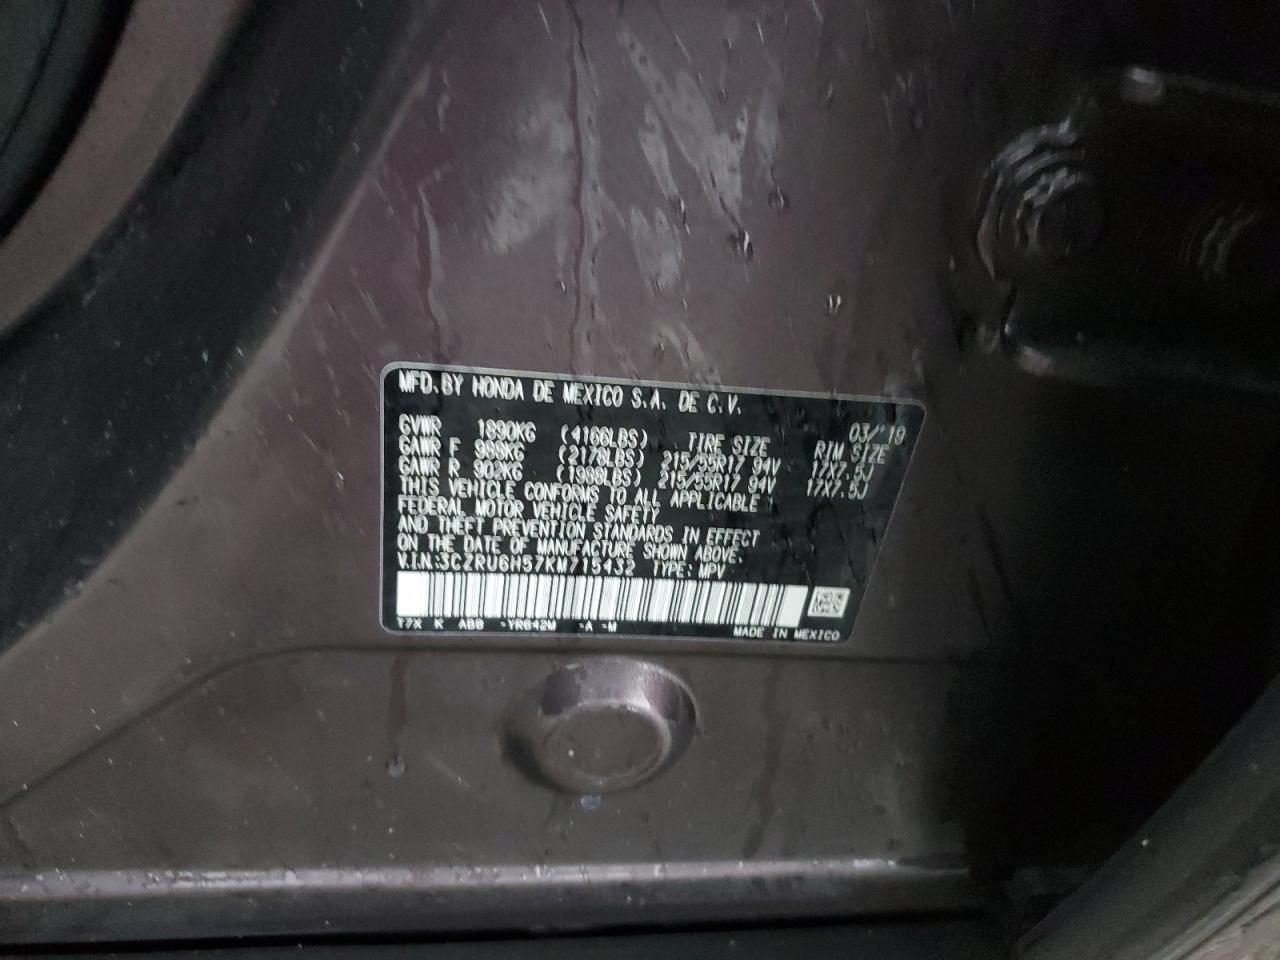 MFD. BY HONDA DE MEXICO S.A. DE C.V.
03/'19
GVWR 1890KG (4166LBS) TIRE SIZE RIM SIZE
GAWR F 988KG (2178LBS) 215/55R17 94V 17X7.5J
GAWR R 902KG (1988LBS) 215/55R17 94V 17X7.5J
THIS VEHICLE CONFORMS TO ALL APPLICABLE
FEDERAL MOTOR VEHICLE SAFETY
AND THEFT PREVENTION STANDARDS IN EFFECT
ON THE DATE OF MANUFACTURE SHOWN ABOVE.
V.I.N.:3CZRU6H57KM715432 TYPE: MPV
T7X K ABB -YR642M -A -M
MADE IN MEXICO